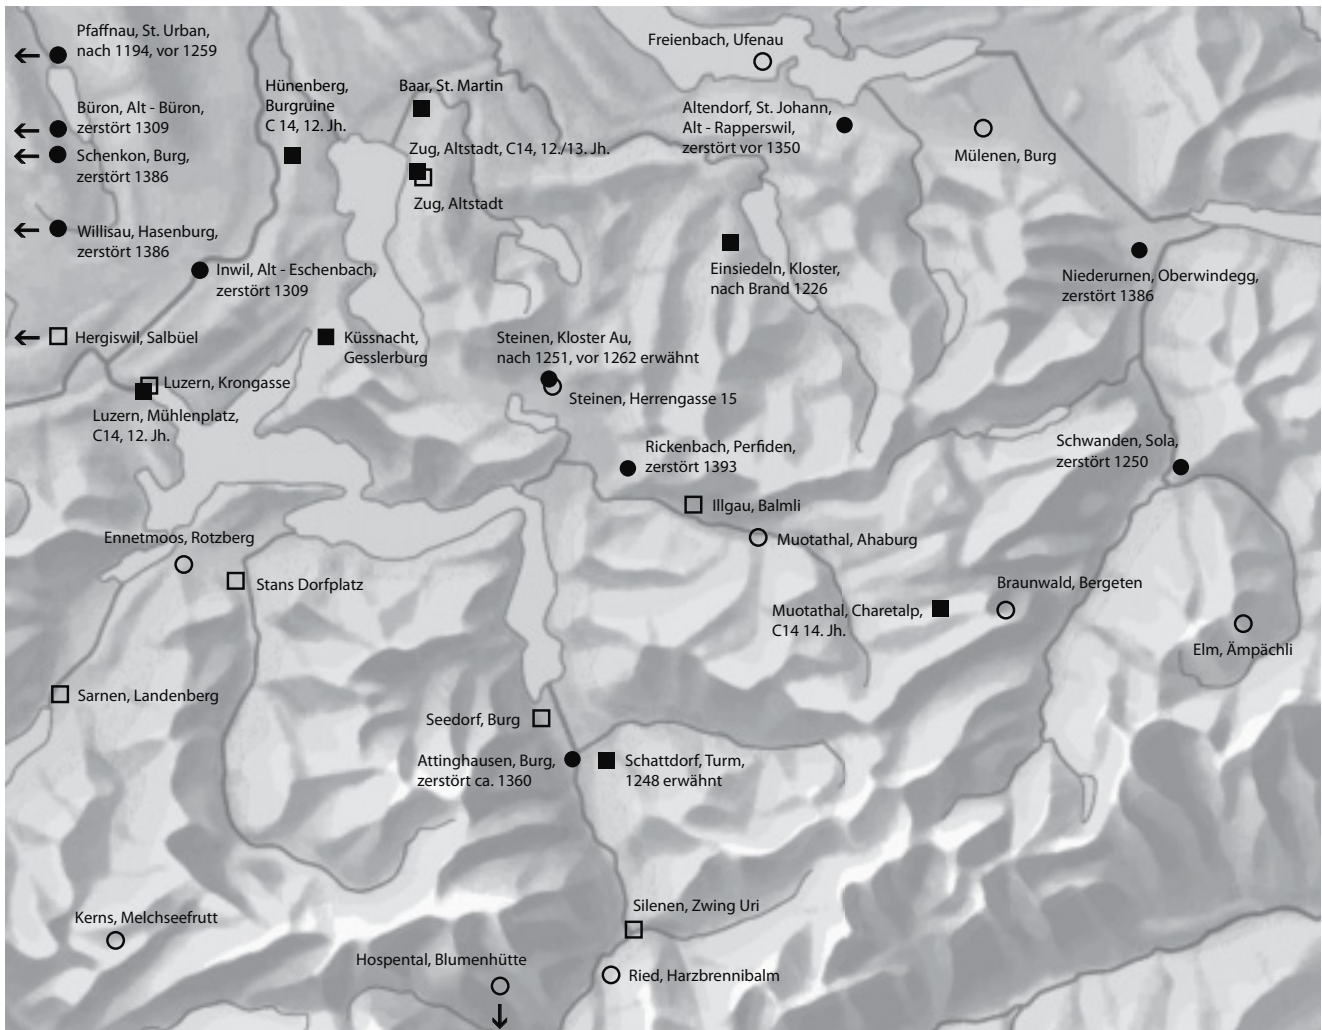 Pfaffnau, St. Urban,
nach 1194, vor 1259
Freienbach, Ufenau
Hünenberg,
Burgruine
C 14, 12. Jh.
Baar, St. Martin
Büron, Alt - Büron,
zerstört 1309
Altendorf, St. Johann,
Alt - Rapperswil,
zerstört vor 1350
Schenkon, Burg,
zerstört 1386
Zug, Altstadt, C14, 12./13. Jh.
Mülenen, Burg
Zug, Altstadt
Willisau, Hasenburg,
zerstört 1386
Inwil, Alt - Eschenbach,
zerstört 1309
Einsiedeln, Kloster,
nach Brand 1226
Niederurnen, Oberwindegg,
zerstört 1386
Hergiswil, Salbüel
Küssnacht,
Gesslerburg
Steinen, Kloster Au,
nach 1251, vor 1262 erwähnt
Luzern, Krongasse
Steinen, Herrengasse 15
Luzern, Mühlenplatz,
C14, 12. Jh.
Rickenbach, Perfiden,
zerstört 1393
Schwanden, Sola,
zerstört 1250
Illgau, Balmli
Ennetmoos, Rotzberg
Muotathal, Ahaburg
Stans Dorfplatz
Braunwald, Bergeten
Muotathal, Charetalp,
C14 14. Jh.
Elm, Ämpächli
Sarnen, Landenberg
Seedorf, Burg
Attinghausen, Burg,
zerstört ca. 1360
Schattdorf, Turm,
1248 erwähnt
Silenen, Zwing Uri
Kerns, Melchseefrutt
Hospental, Blumenhütte
Ried, Harzbrennibalm